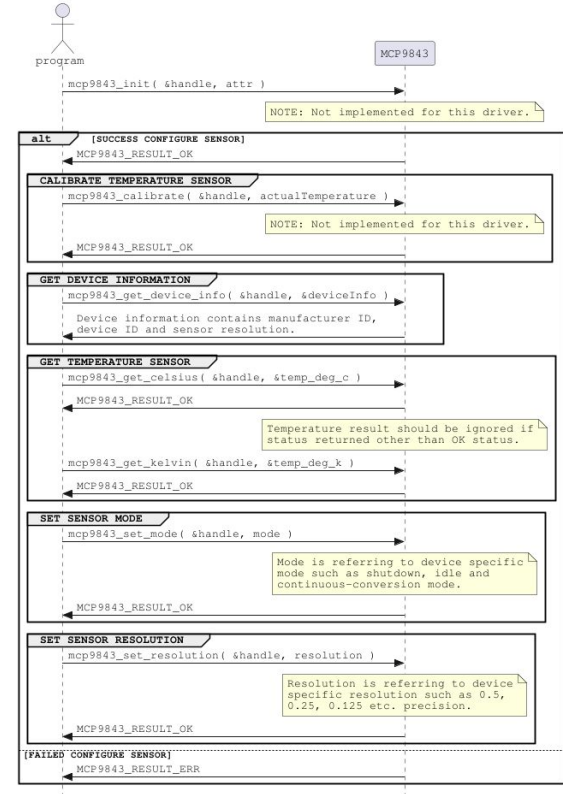 program
MCP9843
mcp9843_init( &handle, attr )
NOTE: Not implemented for this driver.
alt
[SUCCESS CONFIGURE SENSOR]
MCP9843_RESULT_OK
CALIBRATE TEMPERATURE SENSOR
mcp9843_calibrate( &handle, actualTemperature )
NOTE: Not implemented for this driver.
MCP9843_RESULT_OK
GET DEVICE INFORMATION
mcp9843_get_device_info( &handle, &deviceInfo )
Device information contains manufacturer ID,
device ID and sensor resolution.
GET TEMPERATURE SENSOR
mcp9843_get_celsius( &handle, &temp_deg_c )
MCP9843_RESULT_OK
Temperature result should be ignored if
status returned other than OK status.
mcp9843_get_kelvin( &handle, &temp_deg_k )
MCP9843_RESULT_OK
SET SENSOR MODE
mcp9843_set_mode( &handle, mode )
Mode is referring to device specific
mode such as shutdown, idle and
continuous-conversion mode.
MCP9843_RESULT_OK
SET SENSOR RESOLUTION
mcp9843_set_resolution( &handle, resolution )
Resolution is referring to device
specific resolution such as 0.5,
0.25, 0.125 etc. precision.
MCP9843_RESULT_OK
[FAILED CONFIGURE SENSOR]
MCP9843_RESULT_ERR